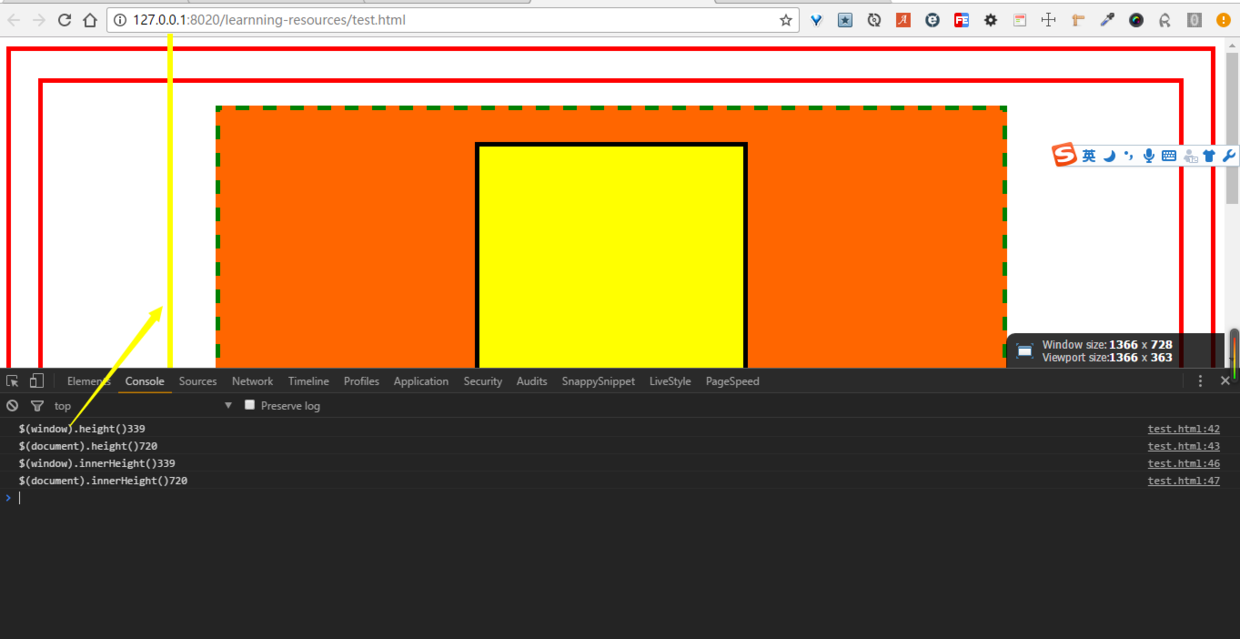 127.0.0.1:8020/learnning-resources/test.html
英
Window size: 1366 x 728
Viewport size:1366 x 363
Elements Console Sources Network Timeline Profiles Application Security Audits SnappySnippet LiveStyle PageSpeed
top Preserve log
$(window).height()339 test.html:42
$(document).height()720 test.html:43
$(window).innerHeight()339 test.html:46
$(document).innerHeight()720 test.html:47